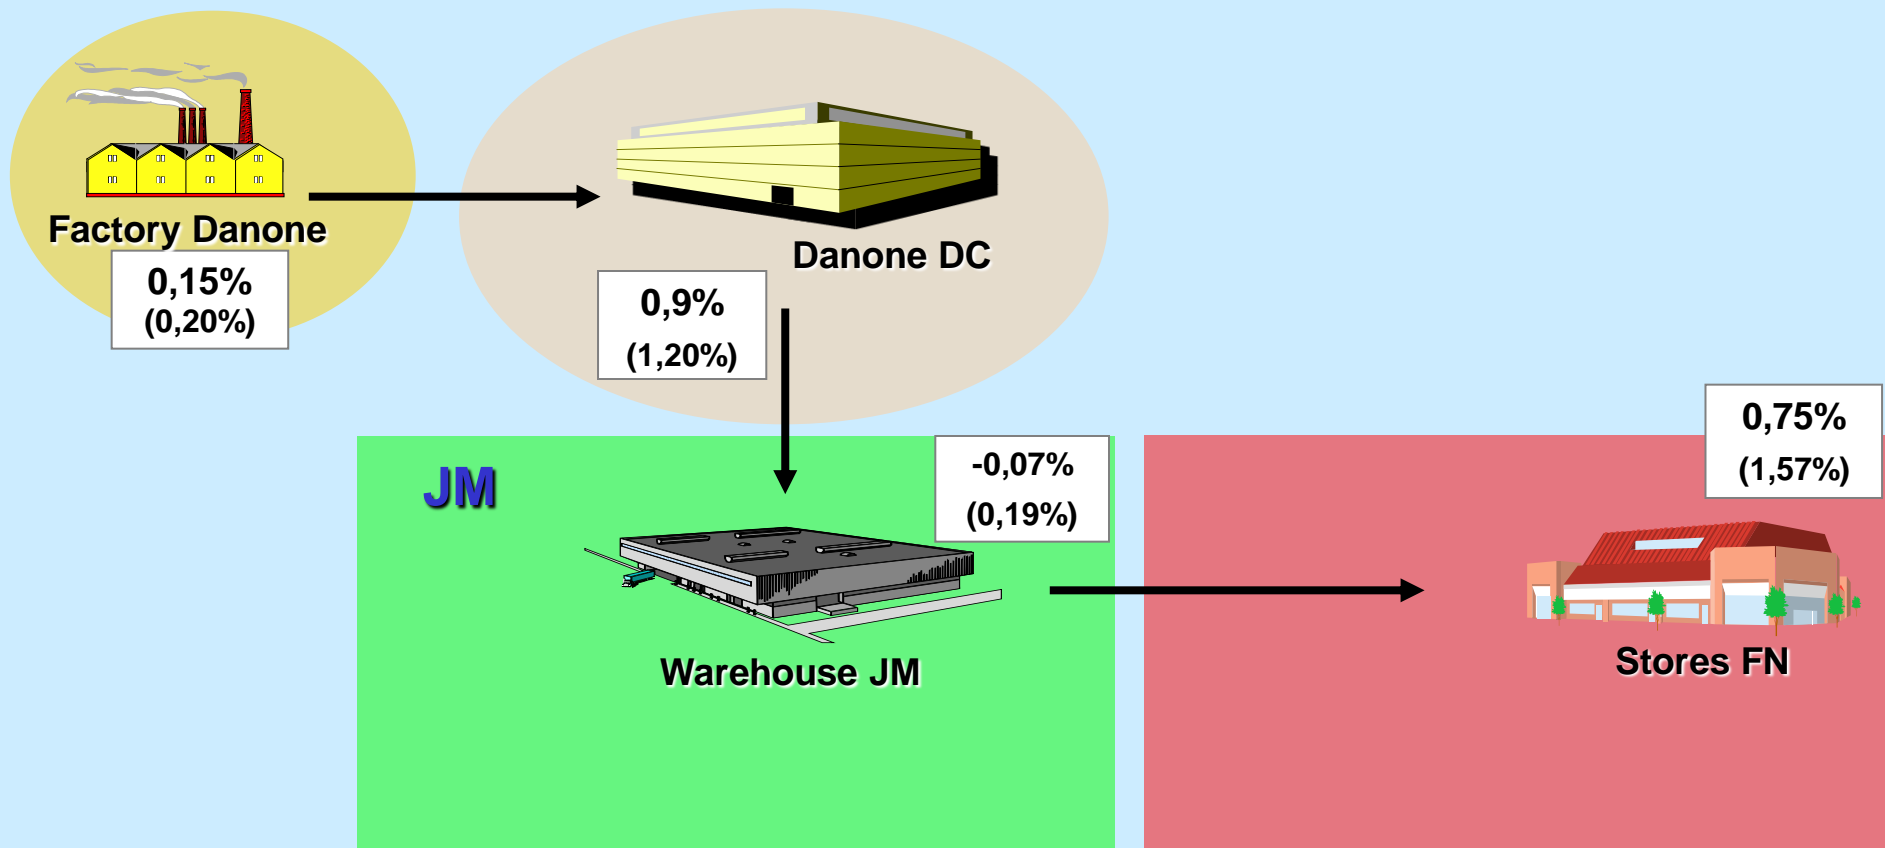 Factory Danone
0,15%
(0,20%)
Danone DC
0,9%
(1,20%)
JM
-0,07%
(0,19%)
Warehouse JM
0,75%
(1,57%)
Stores FN